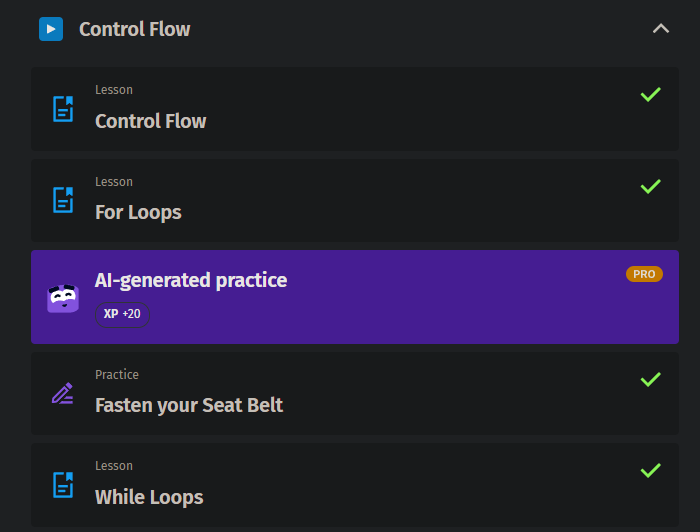 Control Flow
Lesson
Control Flow
Lesson
For Loops
AI-generated practice
PRO
XP +20
Practice
Fasten your Seat Belt
Lesson
While Loops